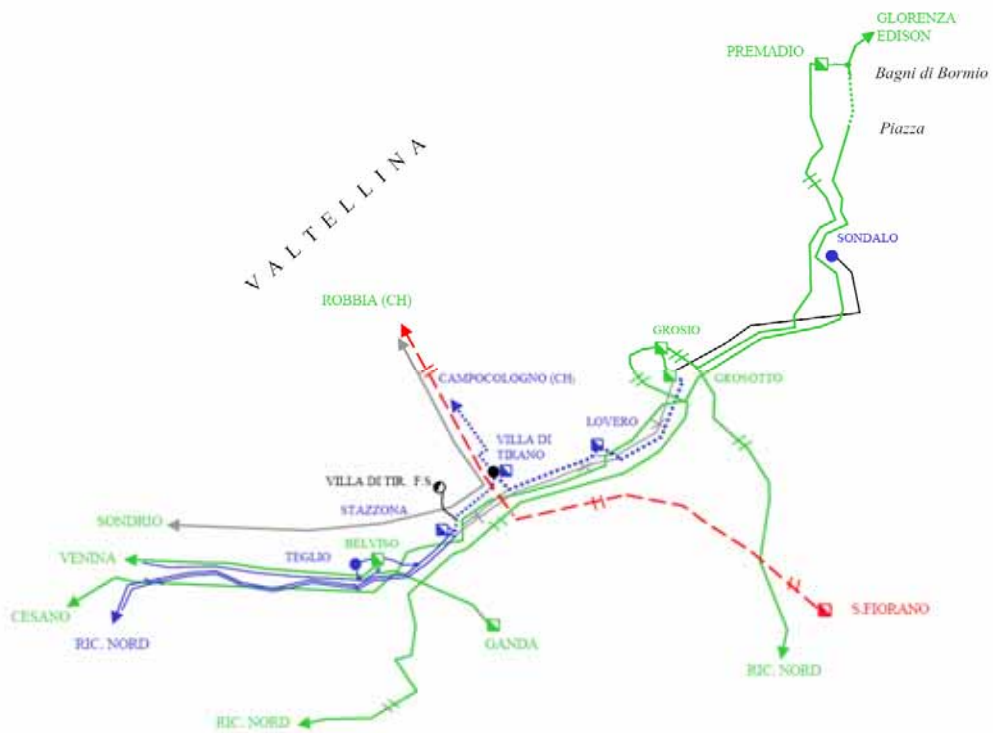 GLORENZA
EDISON
PREMADIO
Bagni di Bormio
Piazza
VALTELLINA
SONDALO
ROBBIA (CH)
GROSIO
CAMPOCOLOGNO (CH)
GROSOTTO
LOVERO
VILLA DI
TIRANO
VILLA DI TIR. F.S.
STAZZONA
SONDRIO
BELVISO
VENINA
TEGLIO
CESANO
S.FIORANO
RIC. NORD
GANDA
RIC. NORD
RIC. NORD